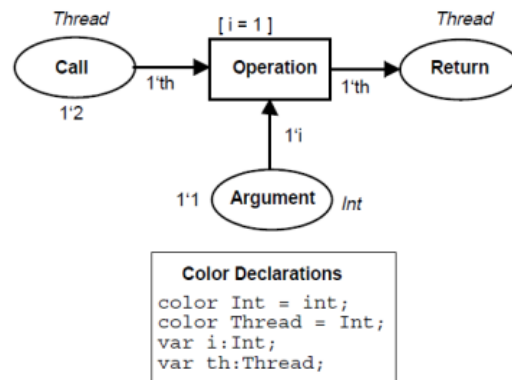 Thread
[ i = 1 ]
Thread
Call
1‘th
Operation
1‘th
Return
1‘2
1‘i
1‘1
Argument
Int
Color Declarations
color Int = int;
color Thread = Int;
var i:Int;
var th:Thread;